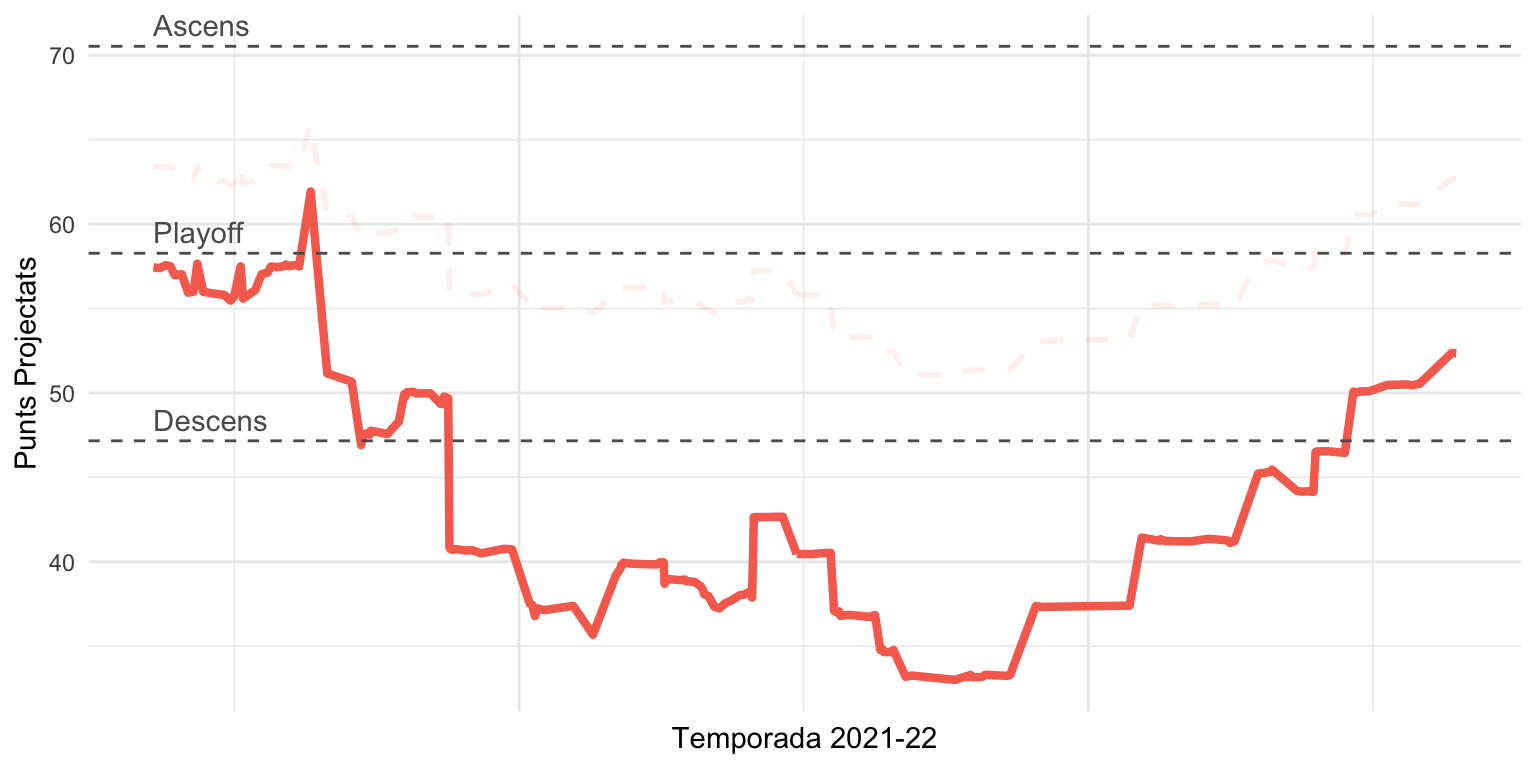 Ascens
70
60
Playoff
50
Descens
40
Punts Projectats
Temporada 2021-22